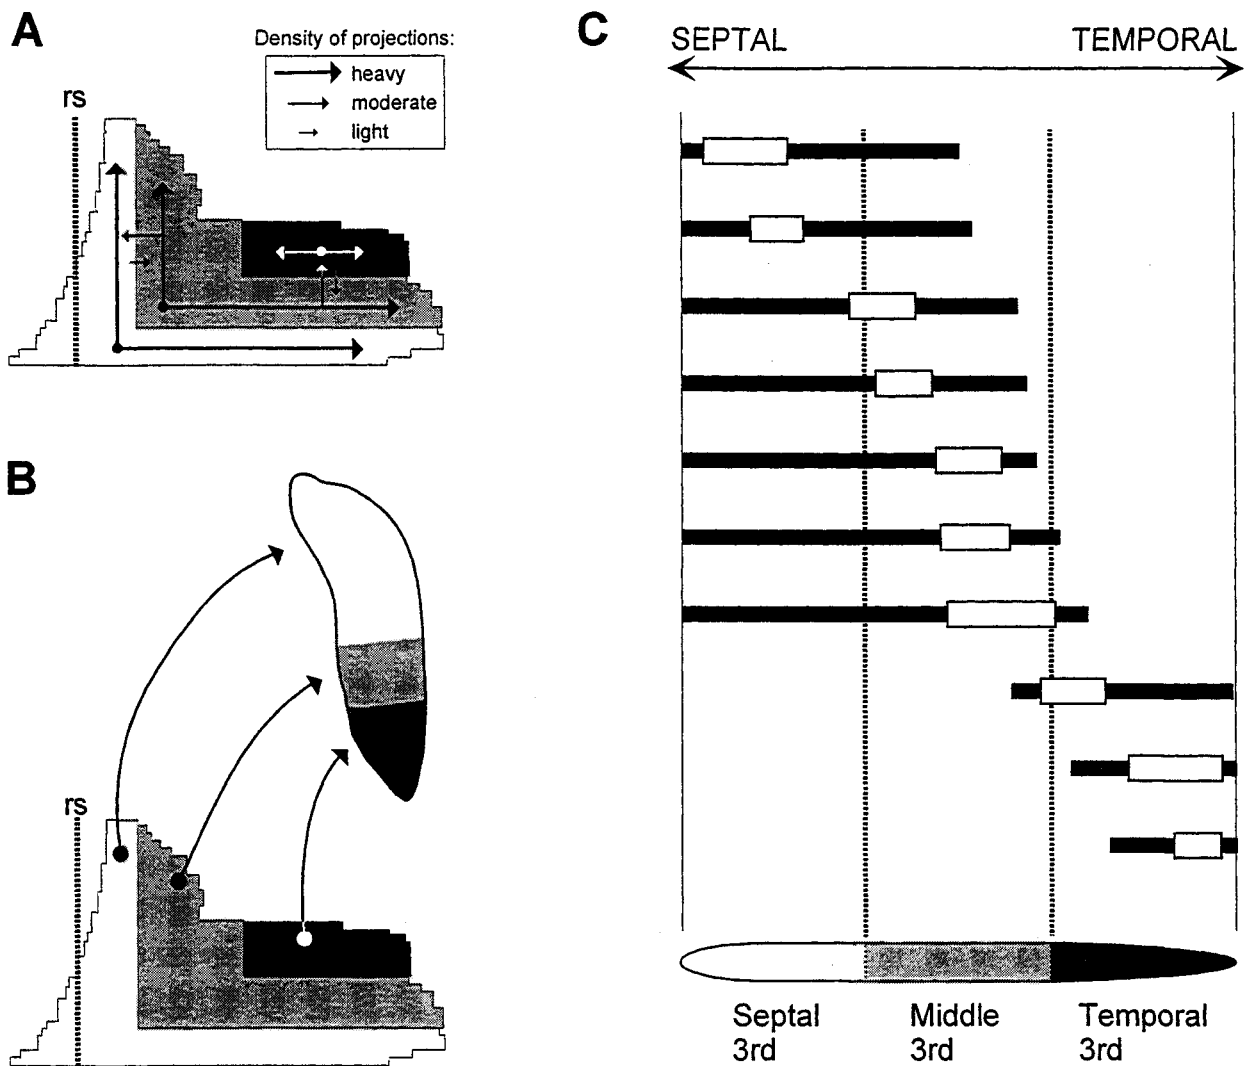 A
Density of projections:
heavy
moderate
light
rs
B
rs
C
SEPTAL
TEMPORAL
Septal
3rd
Middle
3rd
Temporal
3rd